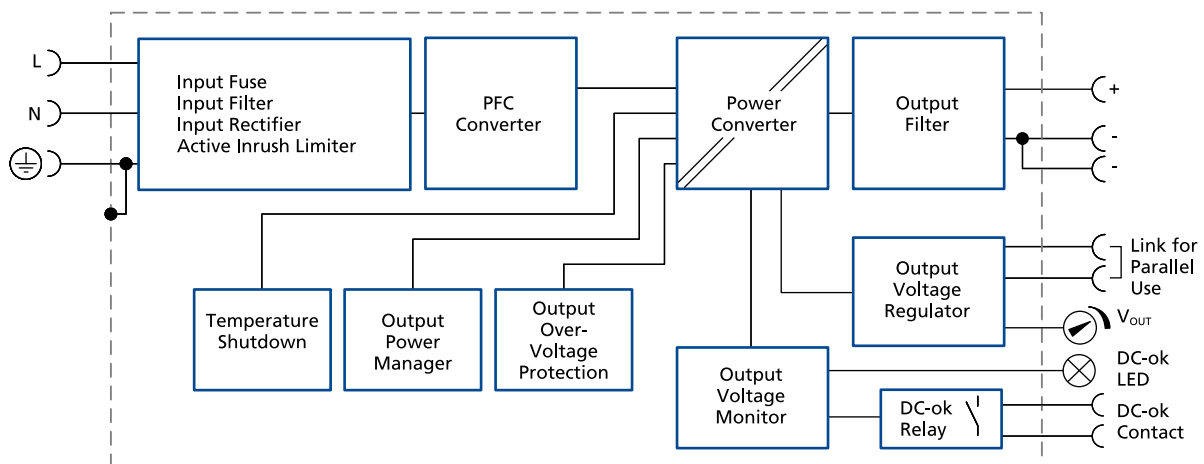 L
N
Input Fuse
Input Filter
Input Rectifier
Active Inrush Limiter
PFC
Converter
Power
Converter
Output
Filter
+
-
-
Temperature
Shutdown
Output
Power
Manager
Output
Over-
Voltage
Protection
Output
Voltage
Regulator
Link for
Parallel
Use
VOUT
Output
Voltage
Monitor
DC-ok
LED
DC-ok
Relay
DC-ok
Contact